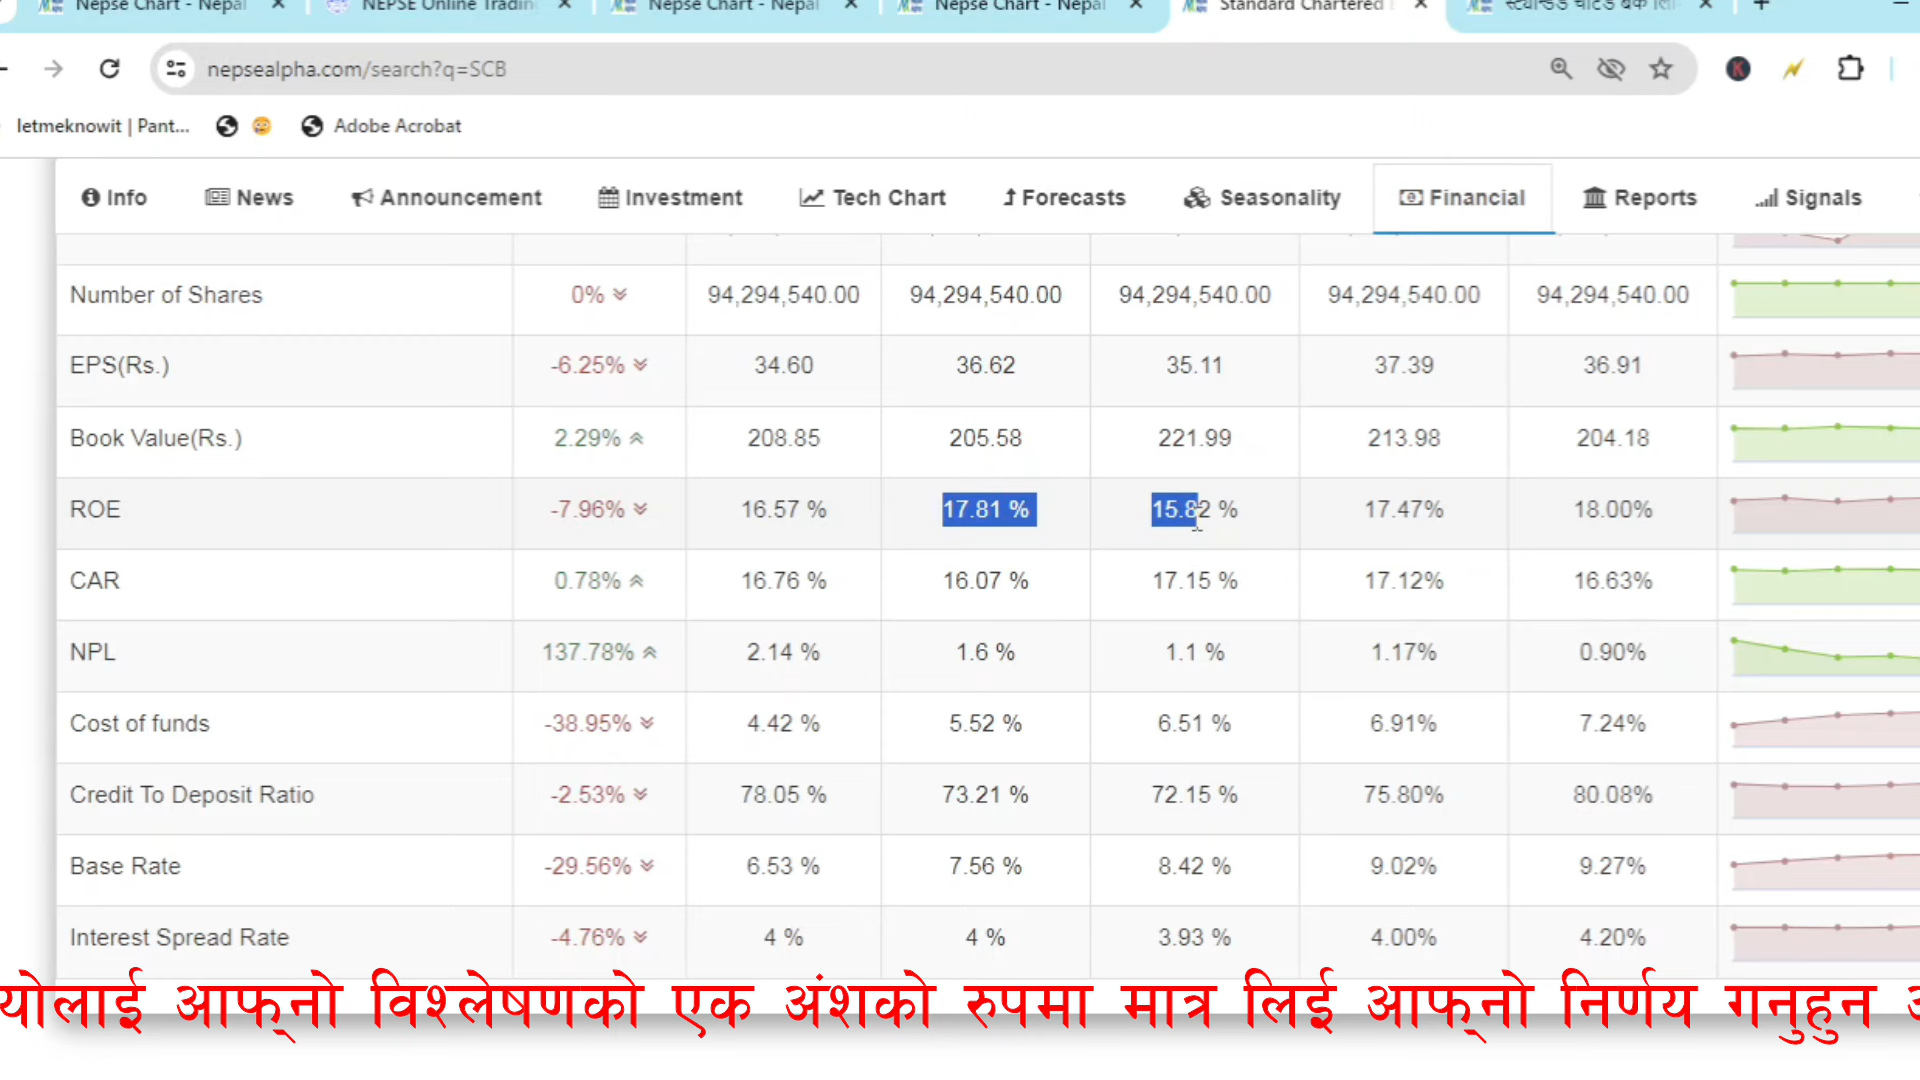 Nepse Chart - Nepal
NEPSE Online Trading
Nepse Chart - Nepal
Nepse Chart - Nepal
Standard Chartered
nepsealpha.com/search?q=SCB
letmeknowit | Pant...
Adobe Acrobat
Info News Announcement Investment Tech Chart Forecasts Seasonality Financial Reports Signals
Number of Shares 0% 94,294,540.00 94,294,540.00 94,294,540.00 94,294,540.00 94,294,540.00
EPS(Rs.) -6.25% 34.60 36.62 35.11 37.39 36.91
Book Value(Rs.) 2.29% 208.85 205.58 221.99 213.98 204.18
ROE -7.96% 16.57 % 17.81 % 15.82 % 17.47% 18.00%
CAR 0.78% 16.76 % 16.07 % 17.15 % 17.12% 16.63%
NPL 137.78% 2.14 % 1.6 % 1.1 % 1.17% 0.90%
Cost of funds -38.95% 4.42 % 5.52 % 6.51 % 6.91% 7.24%
Credit To Deposit Ratio -2.53% 78.05 % 73.21 % 72.15 % 75.80% 80.08%
Base Rate -29.56% 6.53 % 7.56 % 8.42 % 9.02% 9.27%
Interest Spread Rate -4.76% 4 % 4 % 3.93 % 4.00% 4.20%
योलाई आफ्नो विश्लेषणको एक अंशको रुपमा मात्र लिई आफ्नो निर्णय गनुहुन